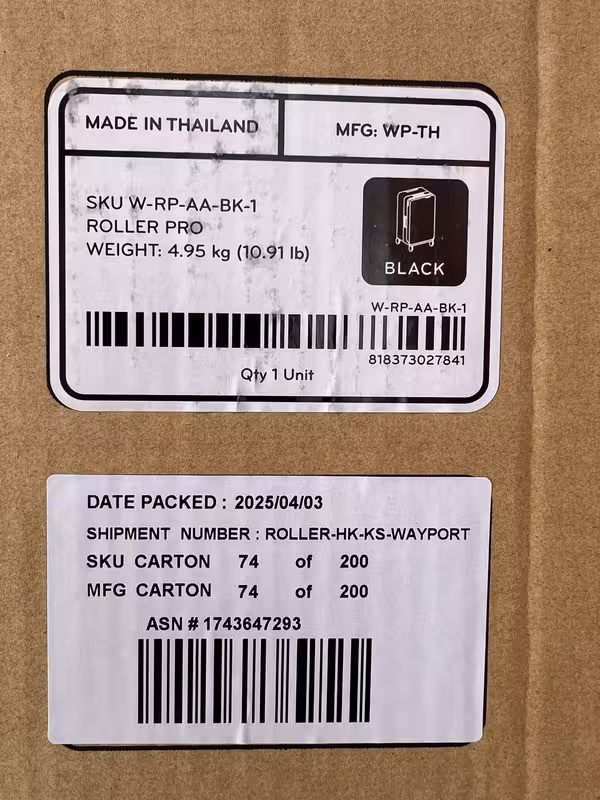 MADE IN THAILAND
MFG: WP-TH
SKU W-RP-AA-BK-1
ROLLER PRO
WEIGHT: 4.95 kg (10.91 lb)
BLACK
W-RP-AA-BK-1
818373027841
Qty 1 Unit
DATE PACKED : 2025/04/03
SHIPMENT NUMBER : ROLLER-HK-KS-WAYPORT
SKU CARTON 74 of 200
MFG CARTON 74 of 200
ASN # 1743647293